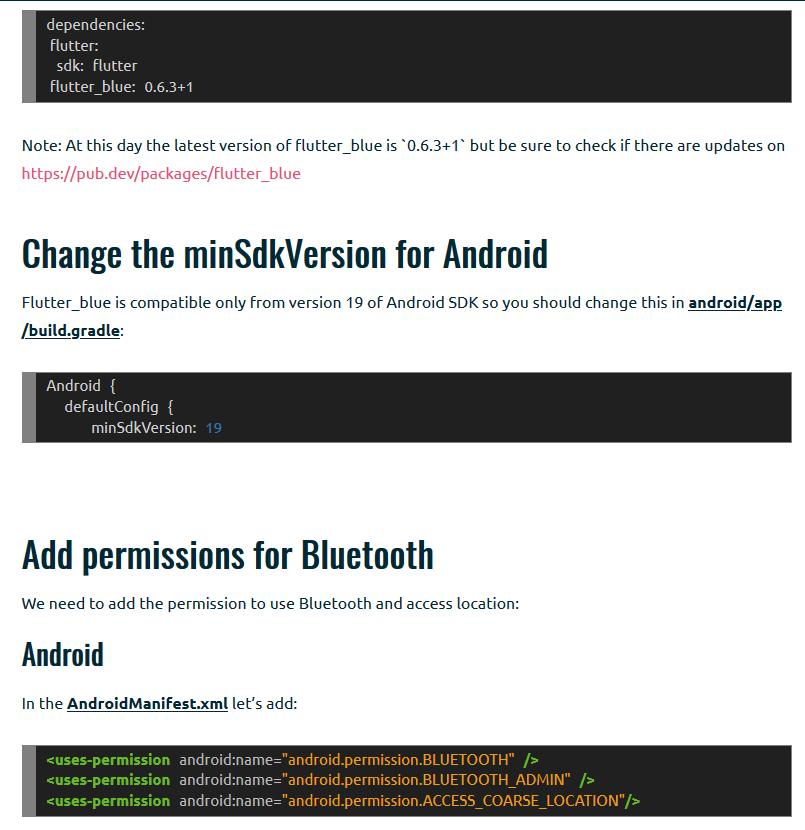 dependencies:
flutter:
sdk: flutter
flutter_blue: 0.6.3+1
Note: At this day the latest version of flutter_blue is `0.6.3+1` but be sure to check if there are updates on
https://pub.dev/packages/flutter_blue
Change the minSdkVersion for Android
Flutter_blue is compatible only from version 19 of Android SDK so you should change this in android/app
/build.gradle:
Android {
defaultConfig {
minSdkVersion: 19
Add permissions for Bluetooth
We need to add the permission to use Bluetooth and access location:
Android
In the AndroidManifest.xml let’s add:
<uses-permission android:name="android.permission.BLUETOOTH" />
<uses-permission android:name="android.permission.BLUETOOTH_ADMIN" />
<uses-permission android:name="android.permission.ACCESS_COARSE_LOCATION"/>